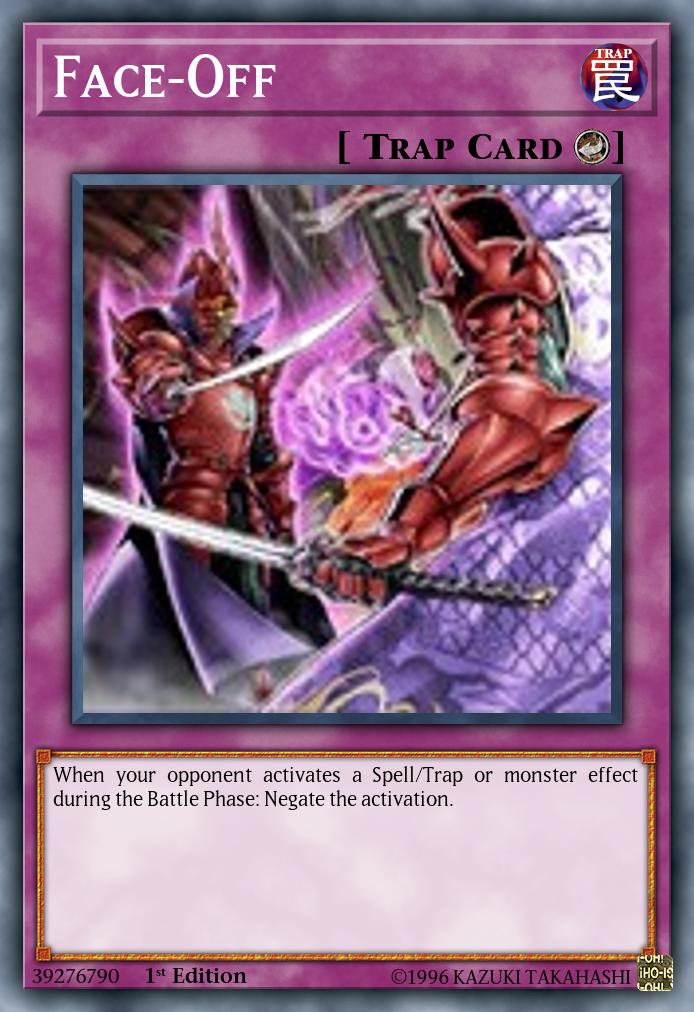 Face-Off
TRAP
罠
[ Trap Card ]
When your opponent activates a Spell/Trap or monster effect
during the Battle Phase: Negate the activation.
39276790 1st Edition ©1996 KAZUKI TAKAHASHI